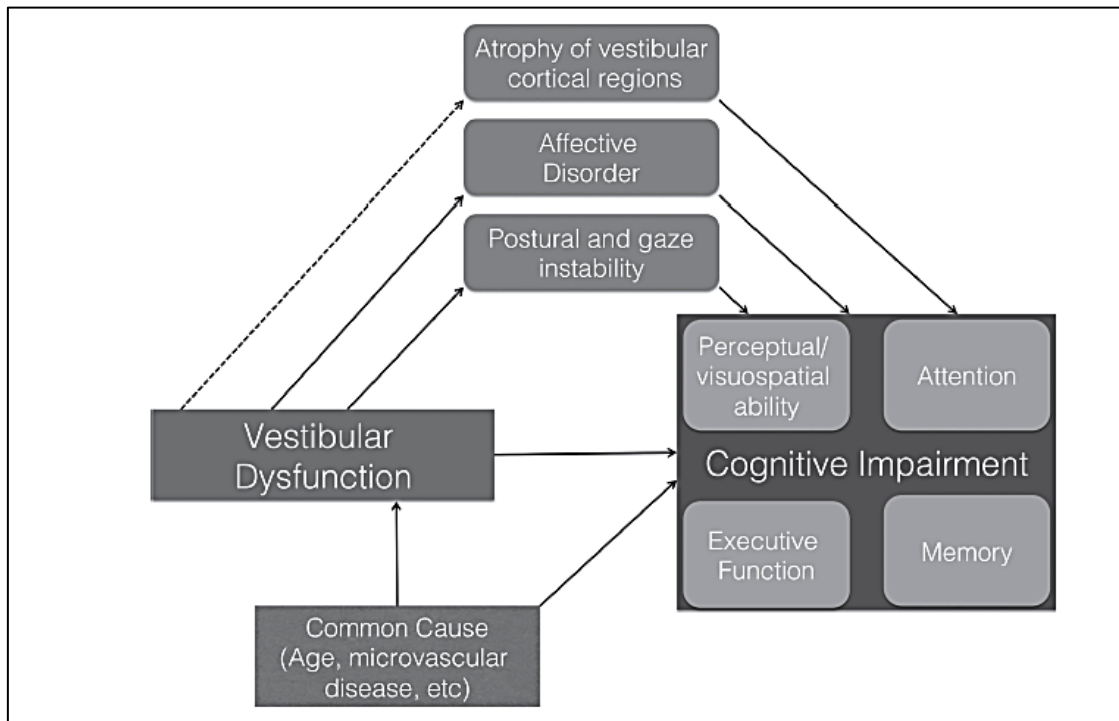 Atrophy of vestibular
cortical regions
Affective
Disorder
Postural and gaze
instability
Perceptual/
visuospatial
ability
Attention
Vestibular
Dysfunction
Cognitive Impairment
Executive
Function
Memory
Common Cause
(Age, microvascular
disease, etc)